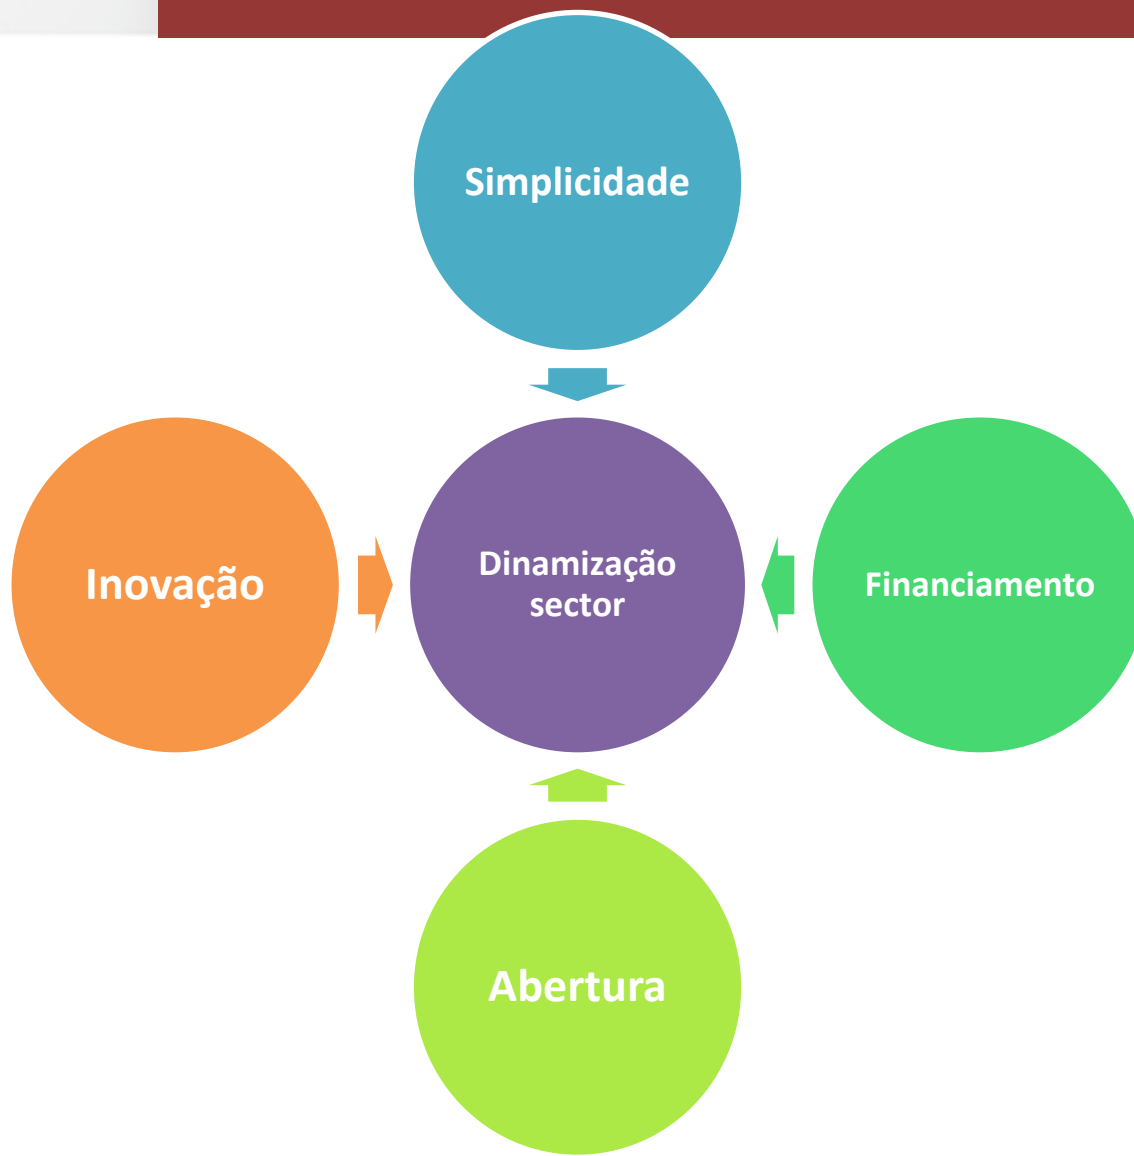 Simplicidade
Inovação
Dinamização
sector
Financiamento
Abertura